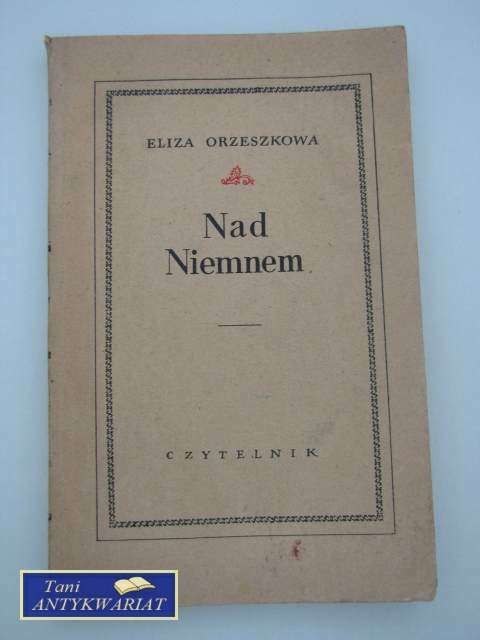 ELIZA ORZESZKOWA
Nad
Niemnem
CZYTELNIK
Tani
ANTYKWARIAT